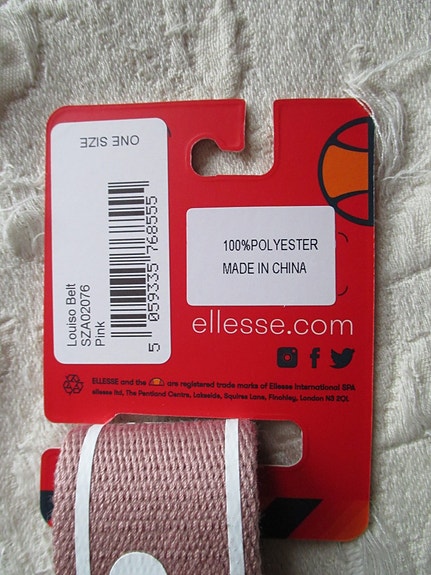 ONE SIZE
Louiso Belt
SZA02076
Pink
5 059335 768555
100%POLYESTER
MADE IN CHINA
ellesse.com
ELLESSE and the are registered trade marks of Ellesse International SPA
ellesse Int, The Pentland Centre, Lakeside, Squires Lane, Finchley, London N3 2QL